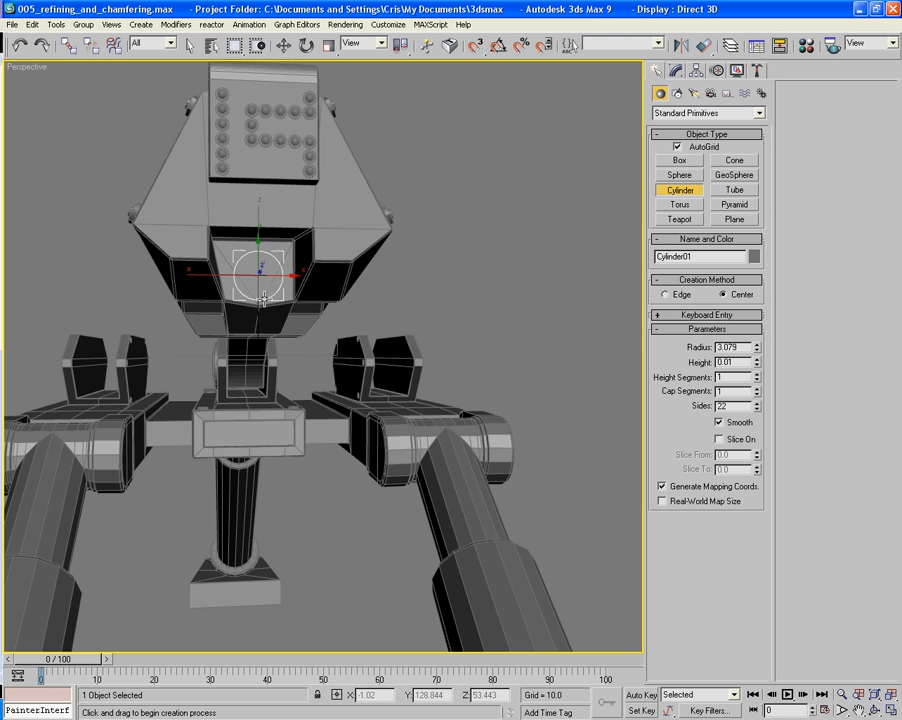 005_refining_and_chamfering.max - Project Folder: C:\Documents and Settings\Cris\My Documents\3dsmax - Autodesk 3ds Max 9 - Display : Direct 3D
File Edit Tools Group Views Create Modifiers reactor Animation Graph Editors Rendering Customize MAXScript Help
All View View
Perspective
Standard Primitives
Object Type
AutoGrid
Box Cone
Sphere GeoSphere
Cylinder Tube
Torus Pyramid
Teapot Plane
Name and Color
Cylinder01
Creation Method
Edge Center
Keyboard Entry
Parameters
Radius: 3.079
Height: 0.01
Height Segments: 1
Cap Segments: 1
Sides: 22
Smooth
Slice On
Slice From: 0.0
Slice To: 0.0
Generate Mapping Coords.
Real-World Map Size
0 / 100
0 10 20 30 40 50 60 70 80 90 100
1 Object Selected X: -1.02 Y: 128.844 Z: 53.443 Grid = 10.0 Auto Key Selected
PainterInterf Click and drag to begin creation process Add Time Tag Set Key Key Filters... 0